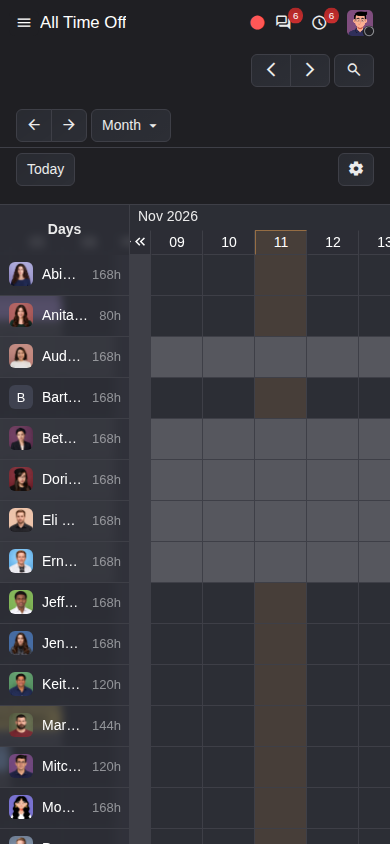 All Time Off
6
6
Month
Today
Nov 2026
Days
09
10
11
12
13
Abi... 168h
Anita... 80h
Aud... 168h
B Bart... 168h
Bet... 168h
Dori... 168h
Eli ... 168h
Ern... 168h
Jeff... 168h
Jen... 168h
Keit... 120h
Mar... 144h
Mitc... 120h
Mo... 168h